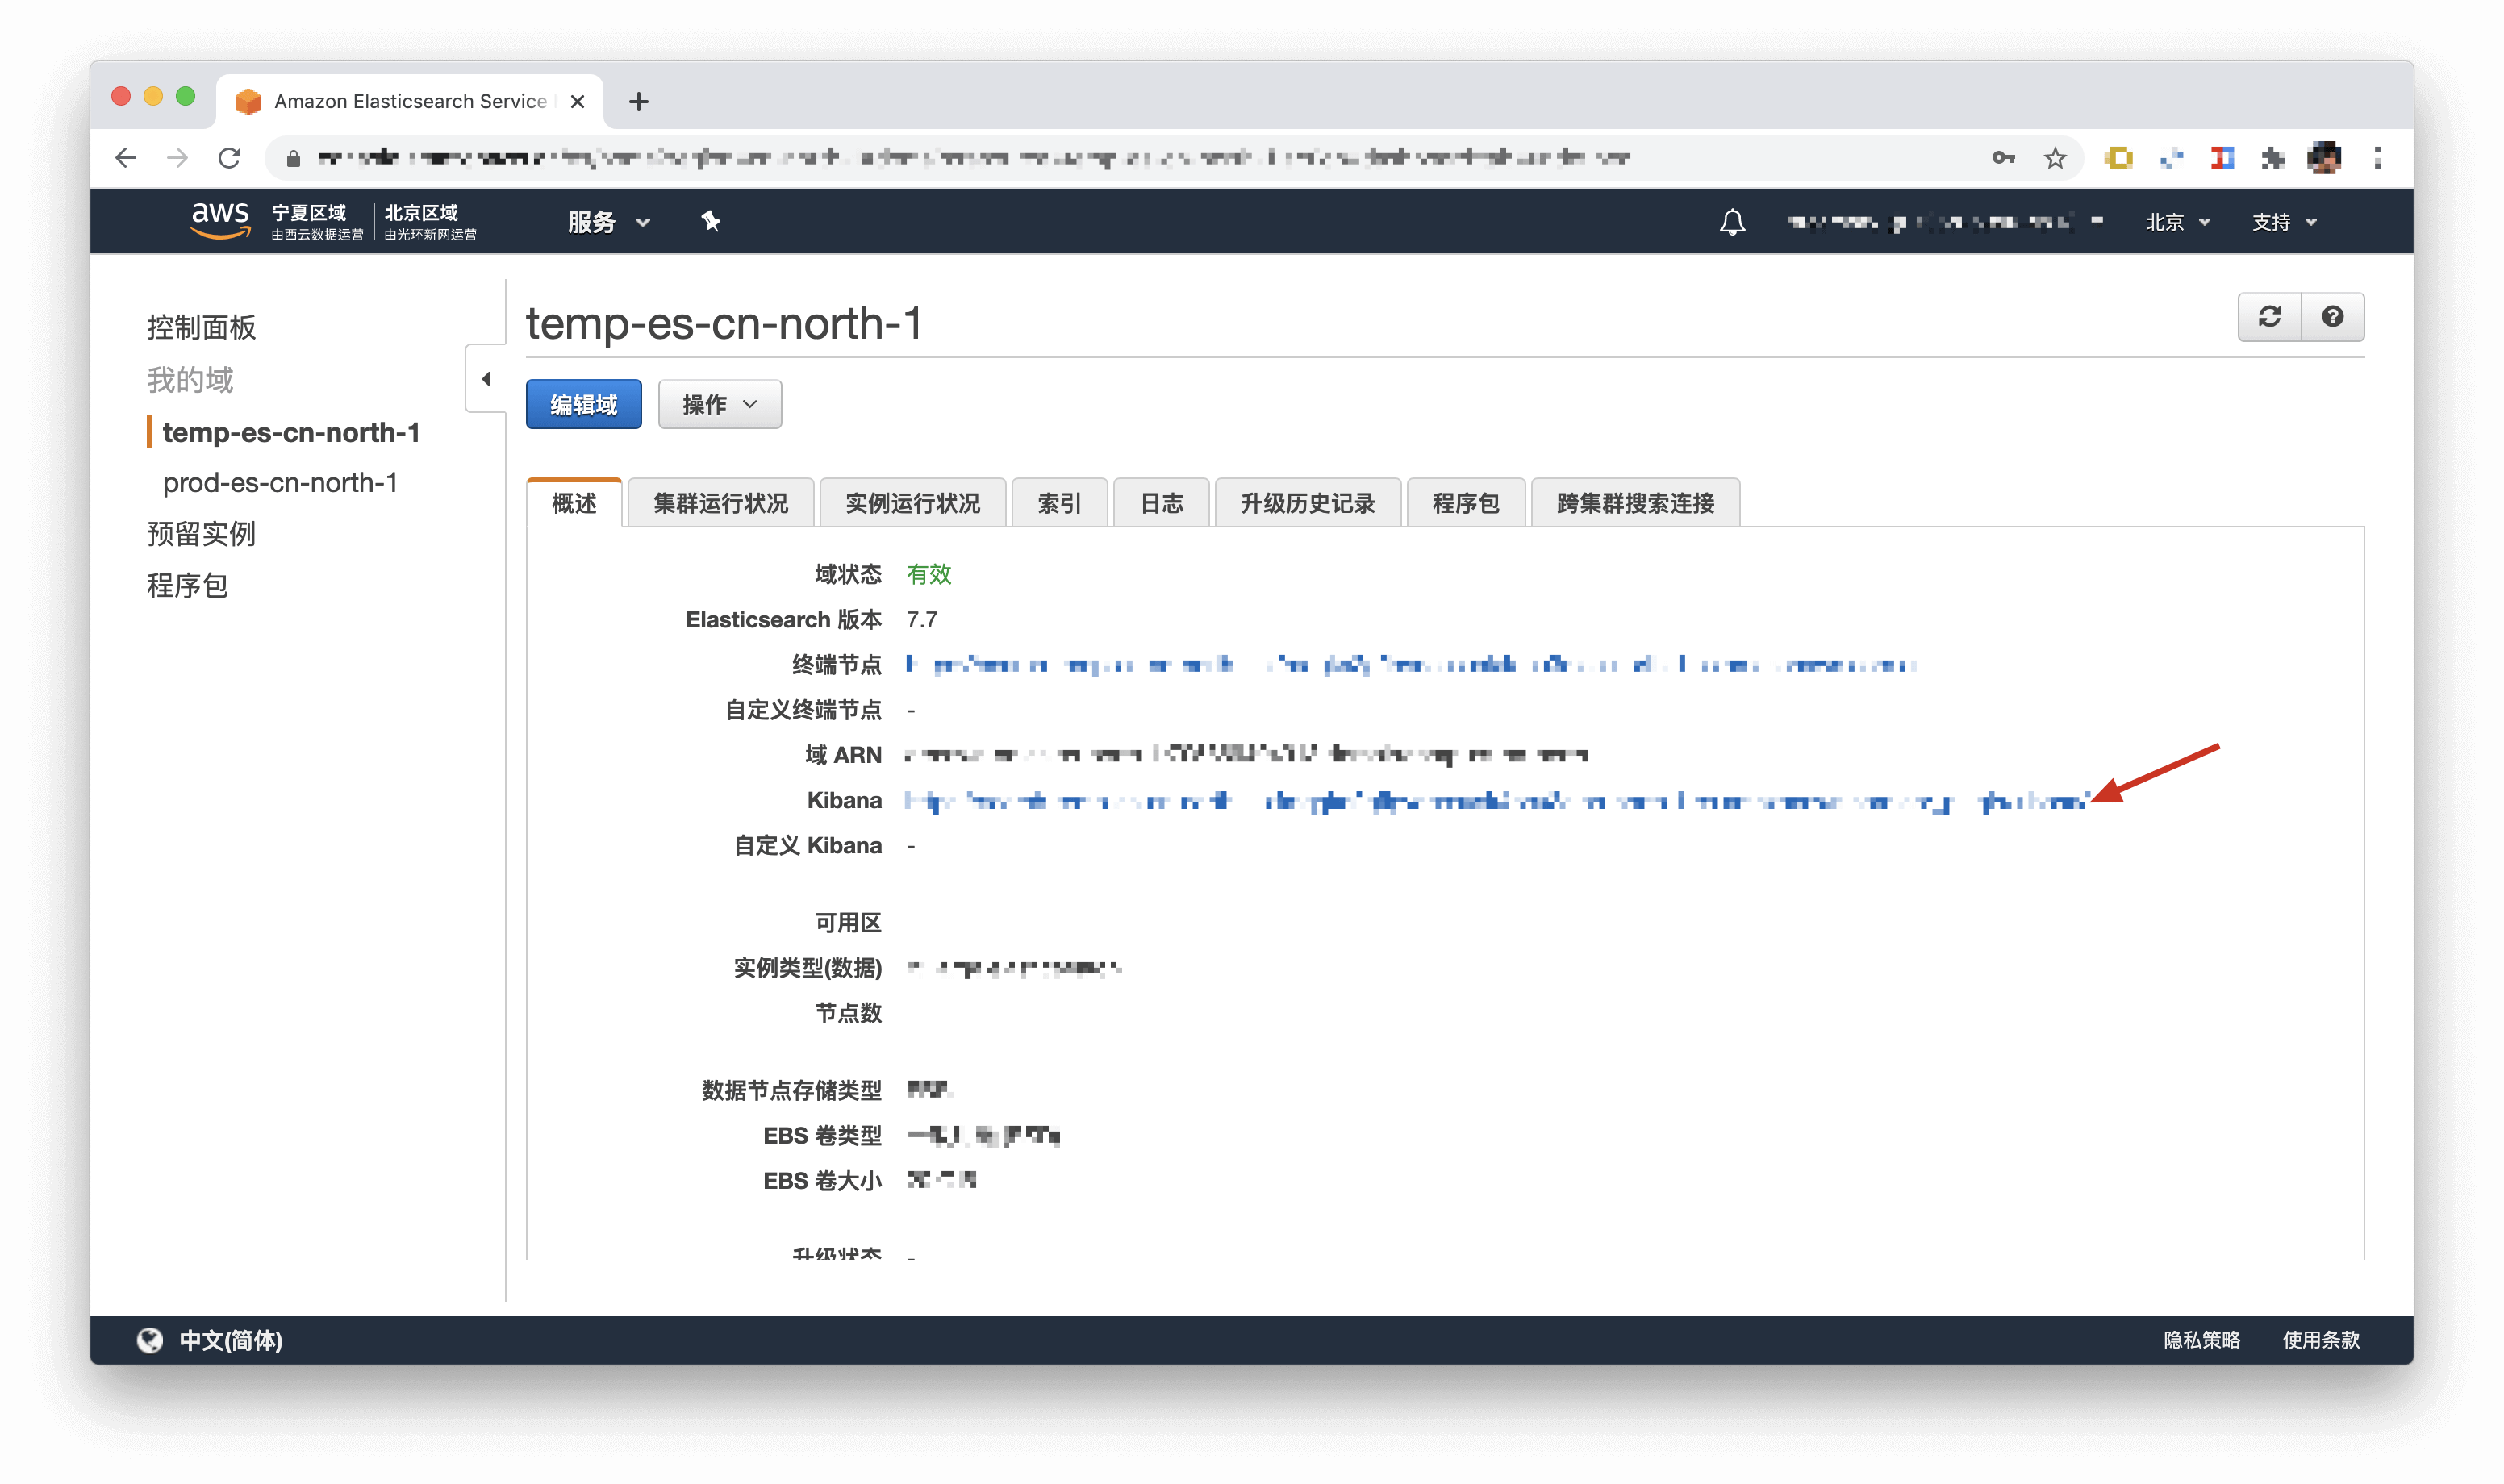 Amazon Elasticsearch Service
aws 宁夏区域 北京区域 服务 北京 支持
由西云数据运营 由光环新网运营
控制面板
我的域
temp-es-cn-north-1
prod-es-cn-north-1
预留实例
程序包
temp-es-cn-north-1
编辑域 操作
概述 集群运行状况 实例运行状况 索引 日志 升级历史记录 程序包 跨集群搜索连接
域状态 有效
Elasticsearch 版本 7.7
终端节点
自定义终端节点 -
域 ARN
Kibana
自定义 Kibana -
可用区
实例类型(数据)
节点数
数据节点存储类型
EBS 卷类型
EBS 卷大小
升级状态 -
中文(简体) 隐私策略 使用条款